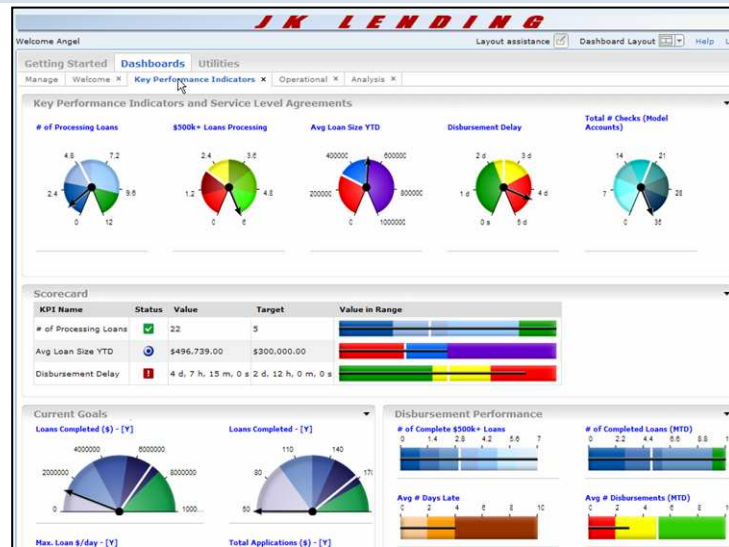 JK LENDING
Welcome Angel
Layout assistance Dashboard Layout Help
Getting Started Dashboards Utilities
Manage Welcome × Key Performance Indicators × Operational × Analysis ×
Key Performance Indicators and Service Level Agreements
# of Processing Loans $500k+ Loans Processing Avg Loan Size YTD Disbursement Delay Total # Checks (Model Accounts)
4.8 7.2 2.4 3.6 400000 600000 2 d 3 d 14 21
2.4 9.6 1.2 4.8 200000 800000 1 d 4 d 7 28
0 12 0 6 0 1000000 0 s 5 d 0 35
Scorecard
KPI Name Status Value Target Value in Range
# of Processing Loans 22 5
Avg Loan Size YTD $496,739.00 $300,000.00
Disbursement Delay 4 d, 7 h, 15 m, 0 s 2 d, 12 h, 0 m, 0 s
Current Goals Disbursement Performance
Loans Completed ($) - [Y] Loans Completed - [Y] # of Complete $500k+ Loans # of Completed Loans (MTD)
0 1.4 2.8 4.2 5.6 7 0 2.2 4.4 6.6 8.8
4000000 6000000 110 140
2000000 8000000 80
0 1000... 50
Avg # Days Late Avg # Disbursements (MTD)
0 2 4 6 8 10 0 2 4 6 8
Max. Loan $/day - [Y] Total Applications ($) - [Y]